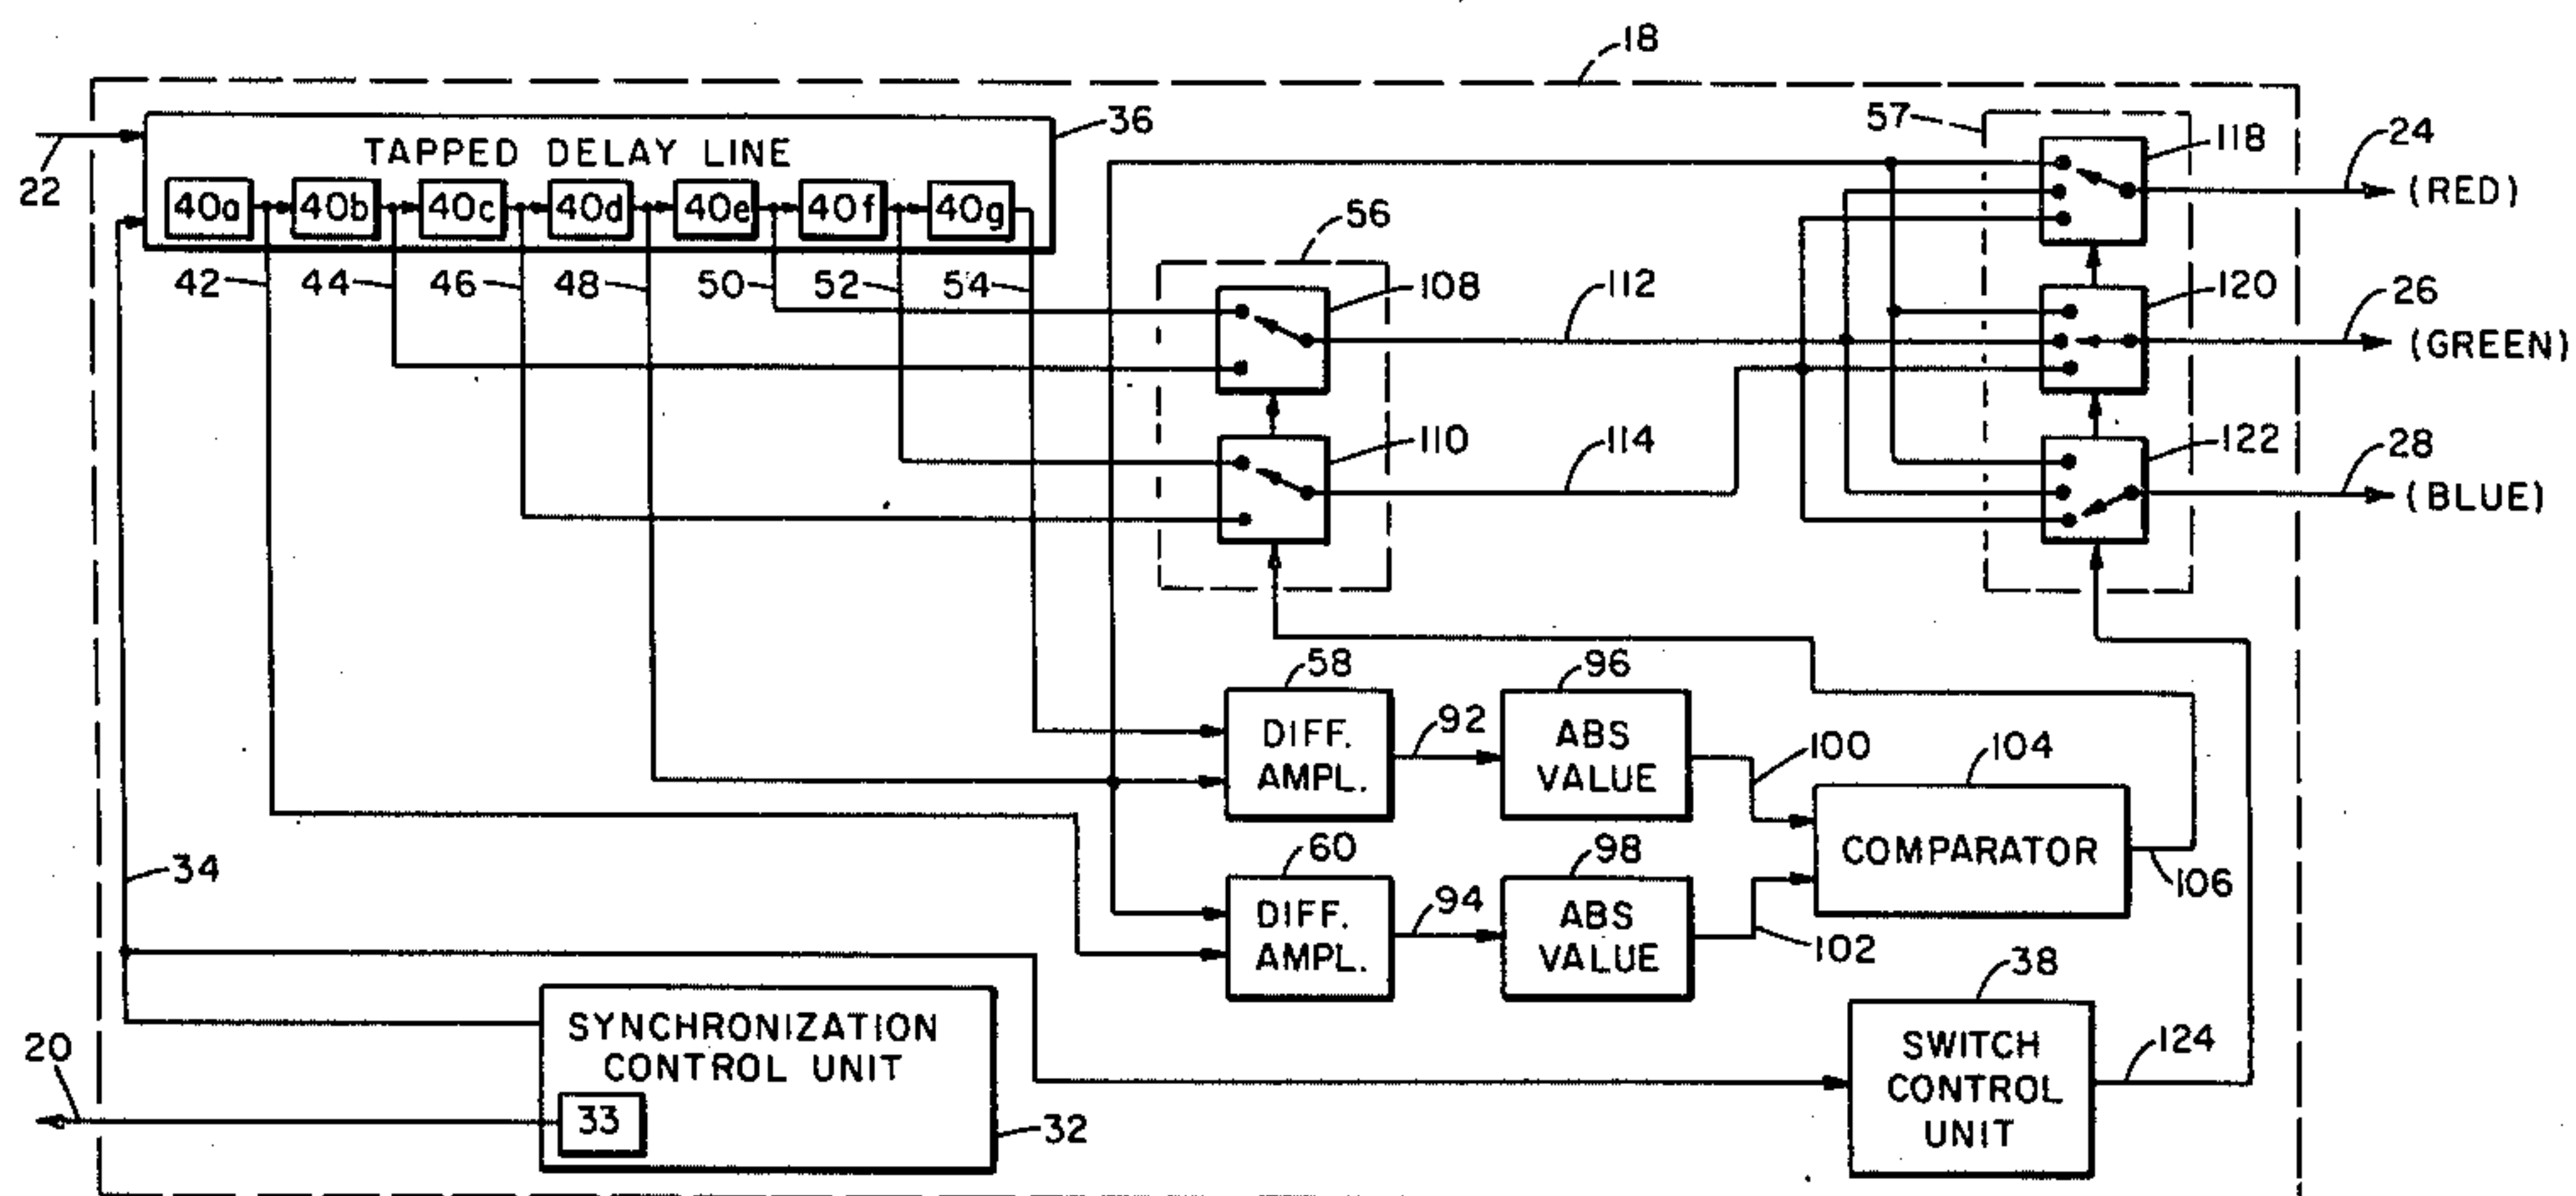 18
36
57
118
24
TAPPED DELAY LINE
22
(RED)
40a 40b 40c 40d 40e 40f 40g
56
42 44 46 48 50 52 54
108
112
120
26
(GREEN)
110
114
122
28
(BLUE)
58
96
92
DIFF.
AMPL.
ABS
VALUE
100
104
COMPARATOR
106
34
60
98
94
DIFF.
AMPL.
ABS
VALUE
102
38
SYNCHRONIZATION
CONTROL UNIT
33
32
20
SWITCH
CONTROL
UNIT
124